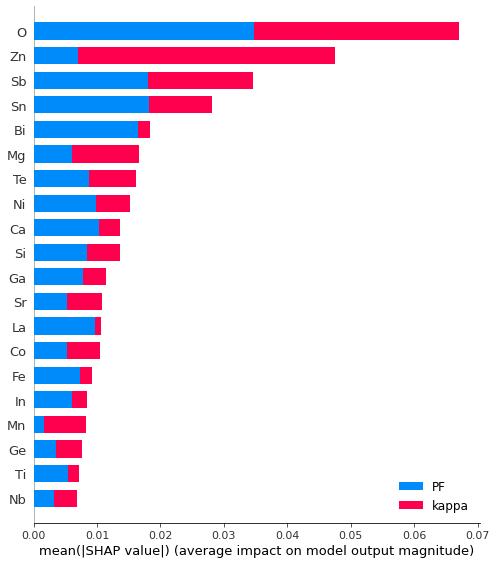 O
Zn
Sb
Sn
Bi
Mg
Te
Ni
Ca
Si
Ga
Sr
La
Co
Fe
In
Mn
Ge
Ti
Nb
PF
kappa
0.00 0.01 0.02 0.03 0.04 0.05 0.06 0.07
mean(|SHAP value|) (average impact on model output magnitude)